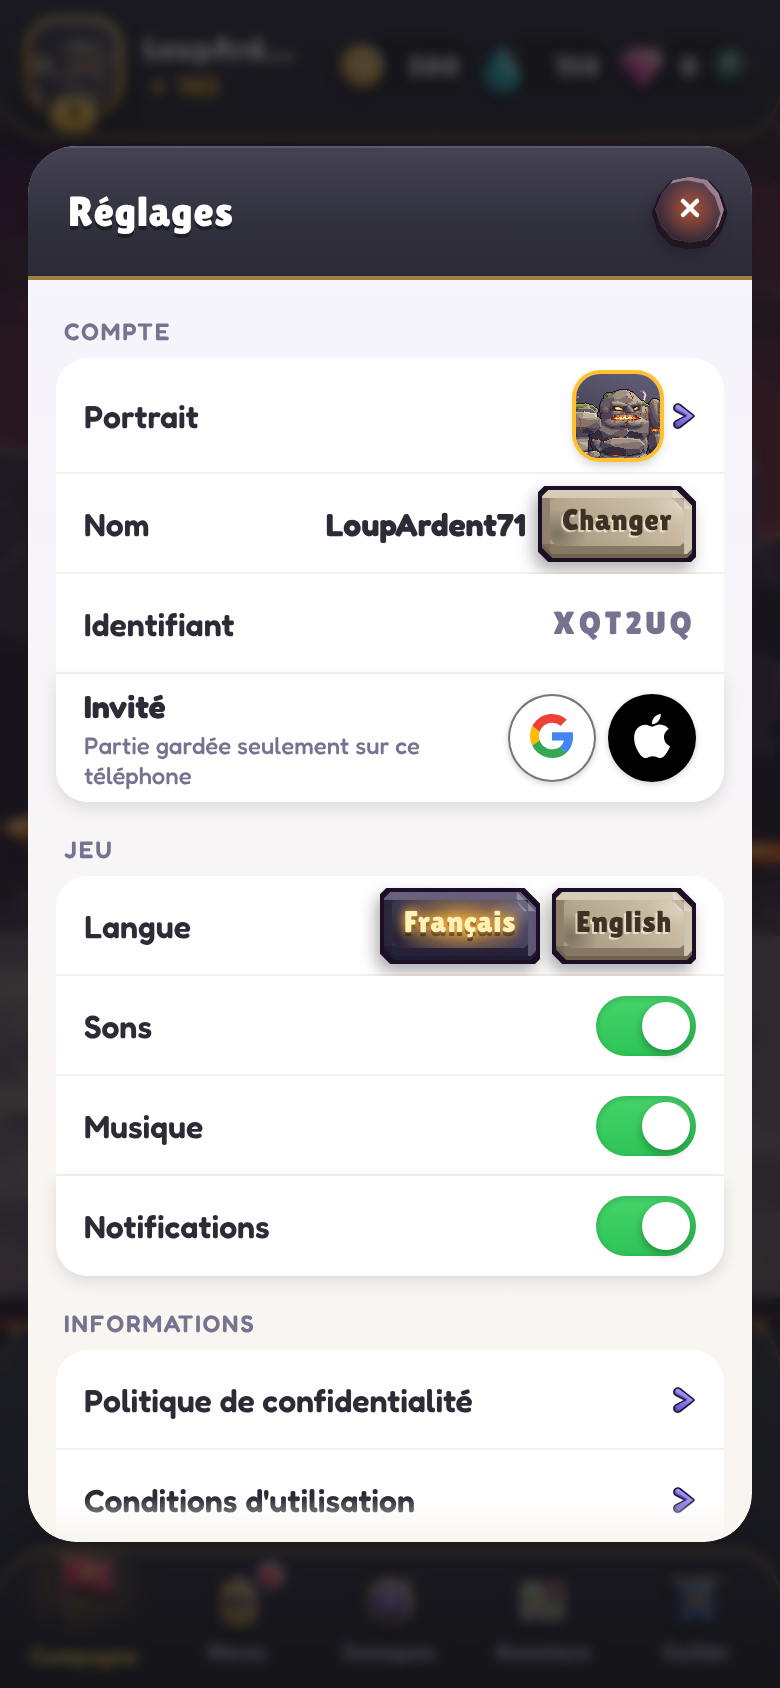 LoupArd...
Réglages
COMPTE
Portrait
Nom LoupArdent71 Changer
Identifiant XQT2UQ
Invité
Partie gardée seulement sur ce
téléphone
JEU
Langue Français English
Sons
Musique
Notifications
INFORMATIONS
Politique de confidentialité
Conditions d'utilisation